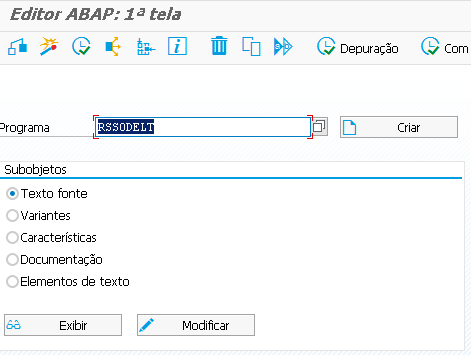 Editor ABAP: 1ª tela
Depuração Com
Programa RSSODELT Criar
Subobjetos
Texto fonte
Variantes
Características
Documentação
Elementos de texto
Exibir Modificar